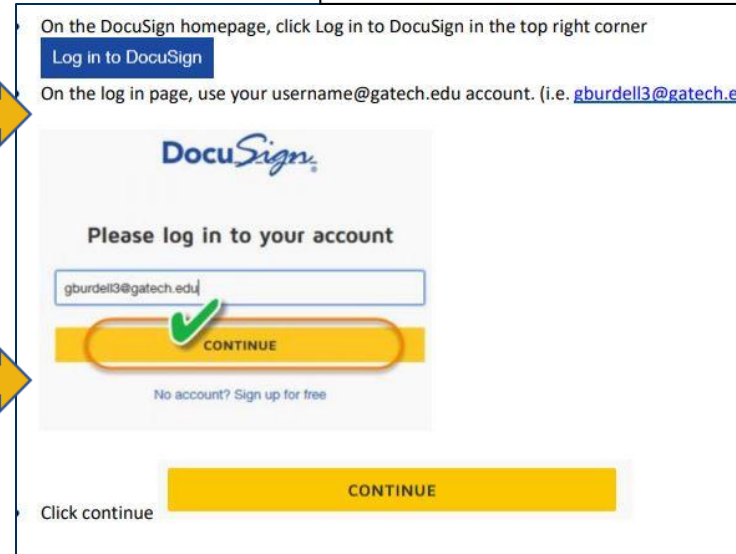 On the DocuSign homepage, click Log in to DocuSign in the top right corner
Log in to DocuSign
On the log in page, use your username@gatech.edu account. (i.e. gburdell3@gatech.e
DocuSign
Please log in to your account
gburdell3@gatech.edu
CONTINUE
No account? Sign up for free
CONTINUE
Click continue